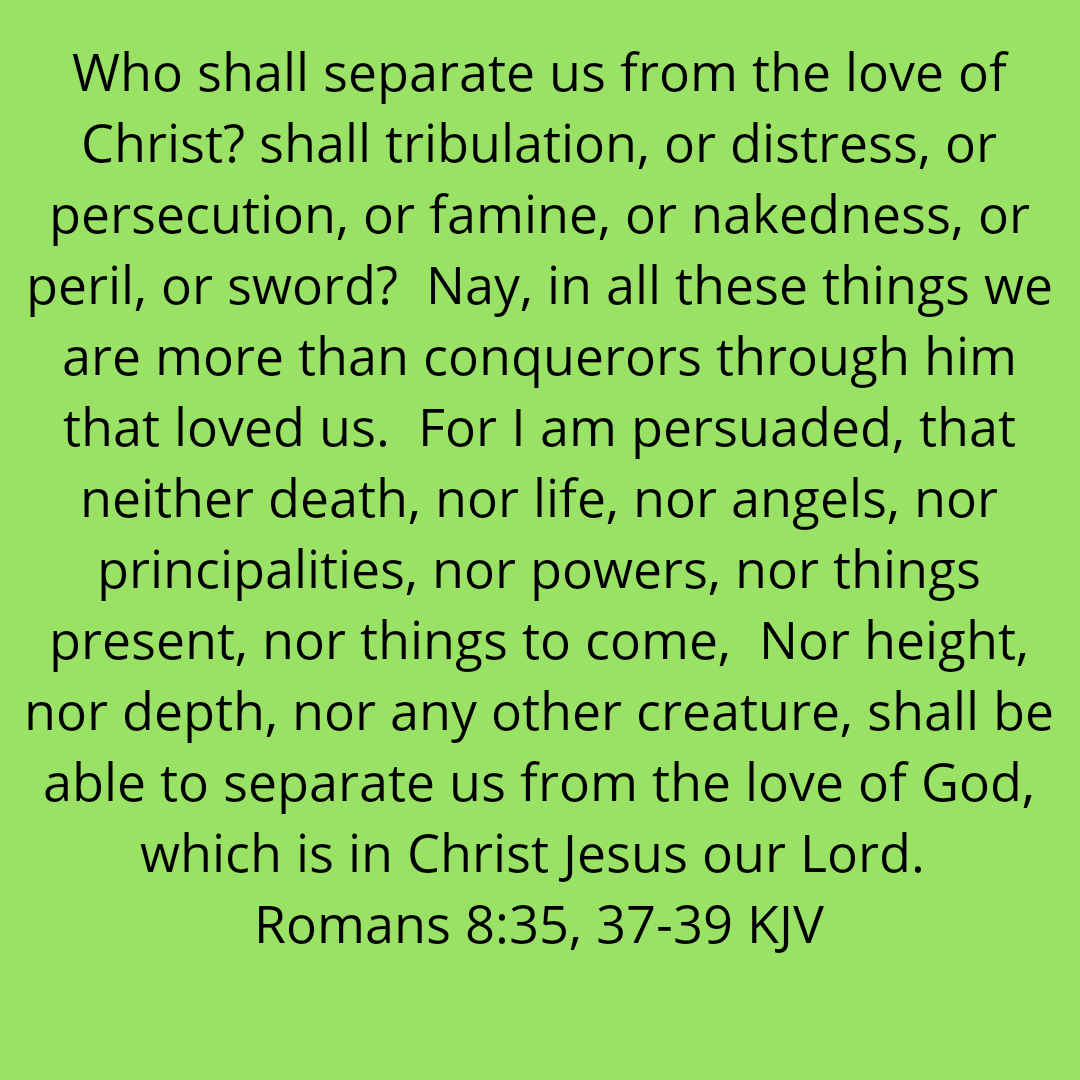 Who shall separate us from the love of
Christ? shall tribulation, or distress, or
persecution, or famine, or nakedness, or
peril, or sword?  Nay, in all these things we
are more than conquerors through him
that loved us.  For I am persuaded, that
neither death, nor life, nor angels, nor
principalities, nor powers, nor things
present, nor things to come,  Nor height,
nor depth, nor any other creature, shall be
able to separate us from the love of God,
which is in Christ Jesus our Lord.
Romans 8:35, 37-39 KJV